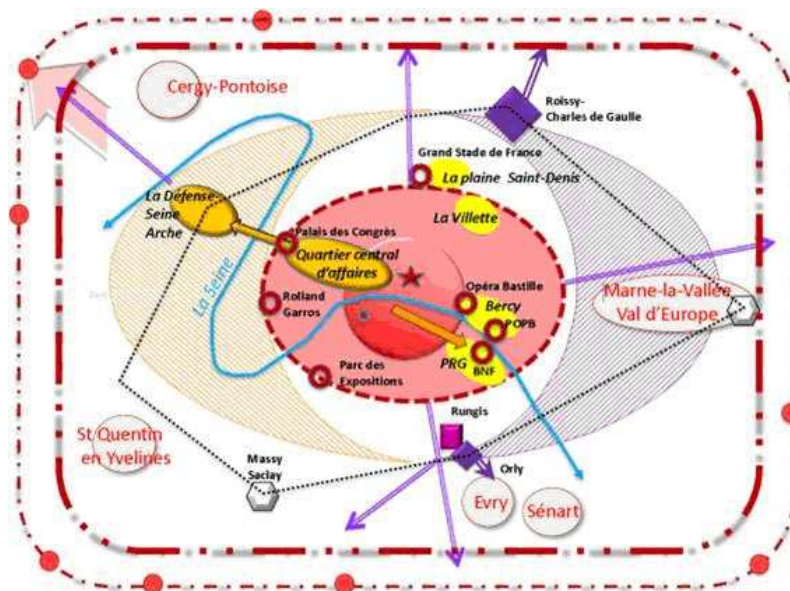 Cergy-Pontoise
Roissy-
Charles de Gaulle
Grand Stade de France
La plaine Saint-Denis
La Défense
Seine
Arche
La Villette
Palais des Congrès
Quartier central
d'affaires
La Seine
Opéra Bastille
Marne-la-Vallée
Val d'Europe
Rolland
Garros
Bercy
POPB
PRG
BNF
Parc des
Expositions
Rungis
St Quentin
en Yvelines
Massy
Saclay
Orly
Evry
Sénart